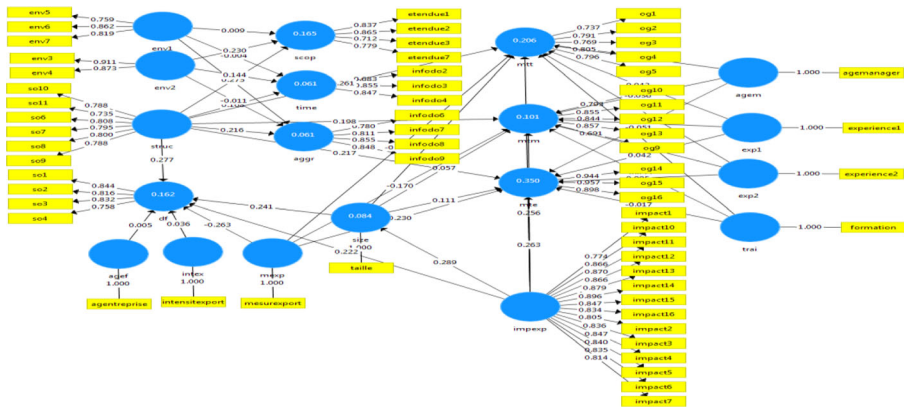 env5
env6
env7
env3
env4
so10
so11
so6
so7
so8
so9
so1
so2
so3
so4
0.759
0.862
0.819
0.911
0.873
0.788
0.735
0.808
0.795
0.800
0.788
0.844
0.816
0.832
0.758
env1
env2
struc
0.162
df
0.277
0.009
0.230
-0.004
0.144
0.275
-0.011
0.216
0.165
scop
0.061
time
0.061
aggr
0.837
0.865
0.712
0.779
etendue1
etendue2
etendue3
etendue7
infodo2
infodo3
infodo4
infodo6
infodo7
infodo8
infodo9
0.855
0.847
0.198
0.780
0.811
0.855
0.848
0.217
0.057
-0.170
0.230
0.111
0.241
0.005
0.036
-0.263
0.222
0.289
agef
1.000
agentreprise
intex
1.000
intensitexport
mexp
1.000
mesurexport
0.084
size
taille
0.206
mtt
0.101
mtm
0.350
mte
0.256
0.263
impexp
0.737
0.791
0.769
0.805
0.796
og1
og2
og3
og4
og5
og10
og11
og12
og13
og9
og14
og15
og16
0.855
0.844
0.857
0.691
0.042
0.944
0.957
0.898
-0.017
impact1
impact10
impact11
impact12
impact13
impact14
impact15
impact16
impact2
impact3
impact4
impact5
impact6
impact7
0.774
0.866
0.870
0.866
0.879
0.896
0.847
0.834
0.805
0.836
0.847
0.840
0.835
0.814
agem
1.000
agemanager
exp1
1.000
experience1
exp2
1.000
experience2
trai
1.000
formation